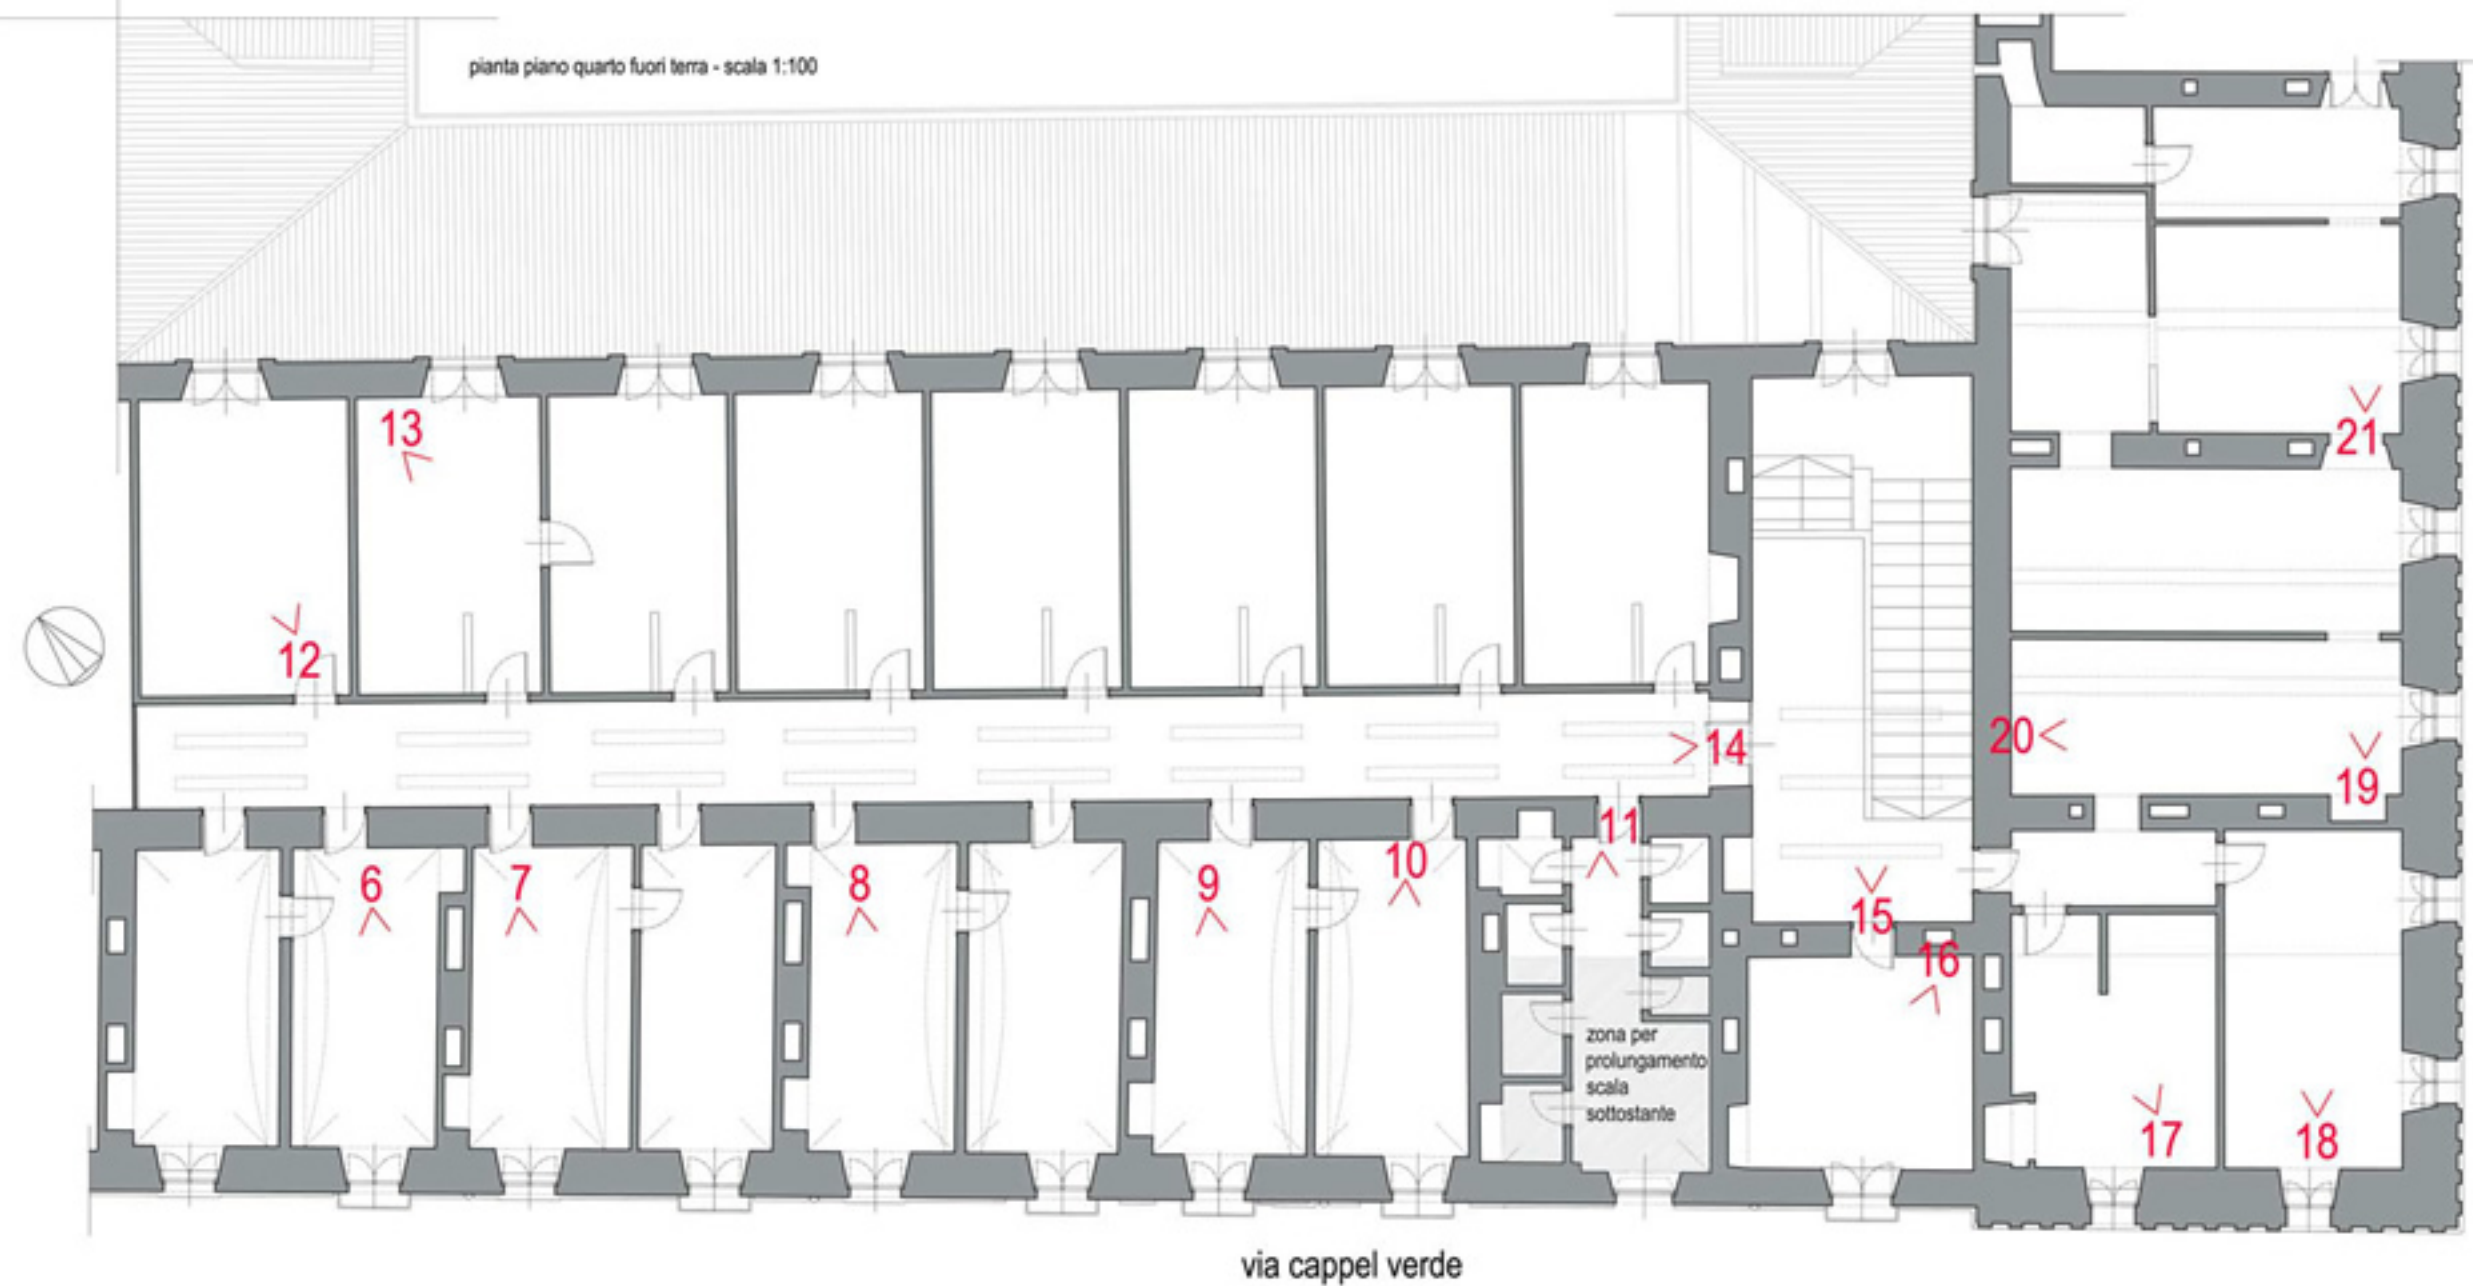 pianta piano quarto fuori terra - scala 1:100
13
21
12
20
14
19
11
6
7
8
9
10
15
16
zona per
prolungamento
scala
sottostante
17
18
via cappel verde